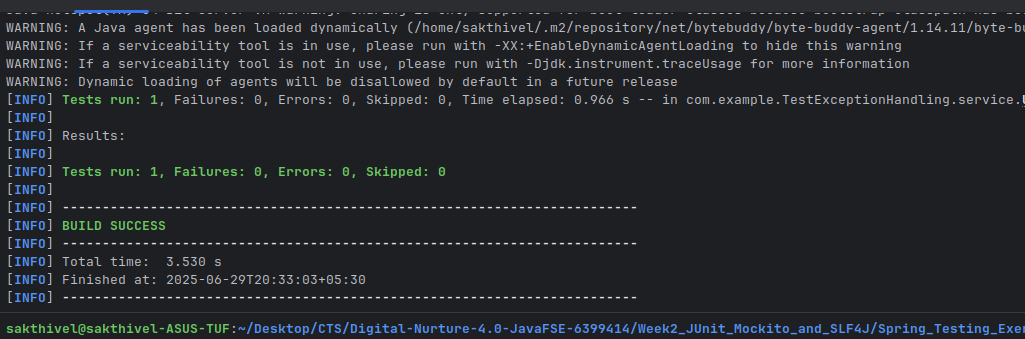 WARNING: A Java agent has been loaded dynamically (/home/sakthivel/.m2/repository/net/bytebuddy/byte-buddy-agent/1.14.11/byte-bu
WARNING: If a serviceability tool is in use, please run with -XX:+EnableDynamicAgentLoading to hide this warning
WARNING: If a serviceability tool is not in use, please run with -Djdk.instrument.traceUsage for more information
WARNING: Dynamic loading of agents will be disallowed by default in a future release
[INFO] Tests run: 1, Failures: 0, Errors: 0, Skipped: 0, Time elapsed: 0.966 s -- in com.example.TestExceptionHandling.service.
[INFO]
[INFO] Results:
[INFO]
[INFO] Tests run: 1, Failures: 0, Errors: 0, Skipped: 0
[INFO]
[INFO] ------------------------------------------------------------------------
[INFO] BUILD SUCCESS
[INFO] ------------------------------------------------------------------------
[INFO] Total time:  3.530 s
[INFO] Finished at: 2025-06-29T20:33:03+05:30
[INFO] ------------------------------------------------------------------------
sakthivel@sakthivel-ASUS-TUF:~/Desktop/CTS/Digital-Nurture-4.0-JavaFSE-6399414/Week2_JUnit_Mockito_and_SLF4J/Spring_Testing_Exer